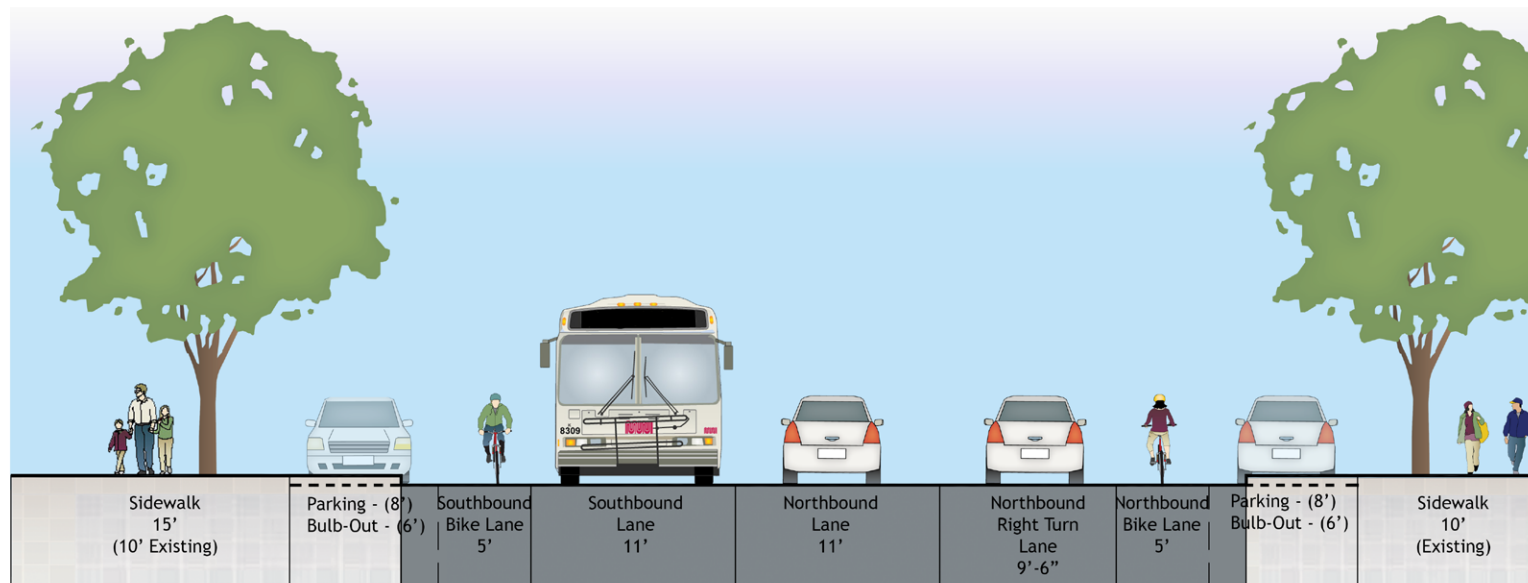 8309
Sidewalk
15’
(10’ Existing)
Parking - (8’)
Bulb-Out - (6’)
Southbound
Bike Lane
5’
Southbound
Lane
11’
Northbound
Lane
11’
Northbound
Right Turn
Lane
9’-6”
Northbound
Bike Lane
5’
Parking - (8’)
Bulb-Out - (6’)
Sidewalk
10’
(Existing)